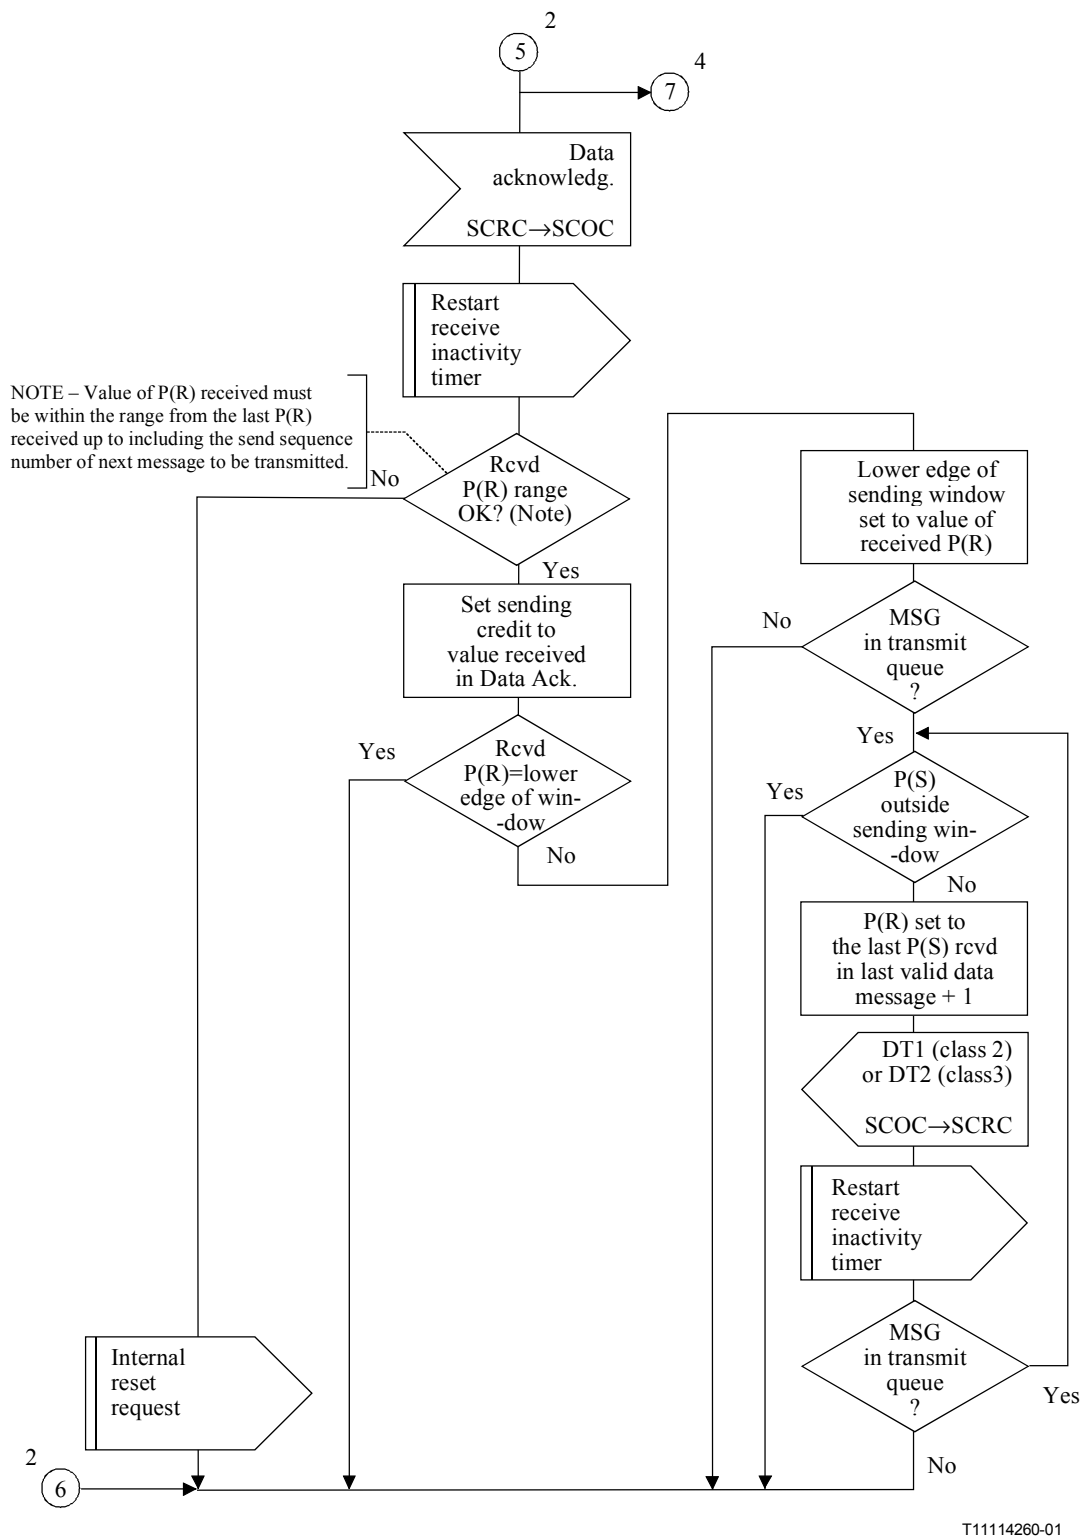 2
5
4
7
Data
acknowledg.
SCRC→SCOC
Restart
receive
inactivity
timer
NOTE – Value of P(R) received must
be within the range from the last P(R)
received up to including the send sequence
number of next message to be transmitted.
No
Rcvd
P(R) range
OK? (Note)
Yes
Set sending
credit to
value received
in Data Ack.
Yes
Rcvd
P(R)=lower
edge of win-
-dow
No
Lower edge of
sending window
set to value of
received P(R)
No
MSG
in transmit
queue
?
Yes
Yes
P(S)
outside
sending win-
-dow
No
P(R) set to
the last P(S) rcvd
in last valid data
message + 1
DT1 (class 2)
or DT2 (class3)
SCOC→SCRC
Restart
receive
inactivity
timer
MSG
in transmit
queue
?
Yes
No
Internal
reset
request
2
6
T11114260-01